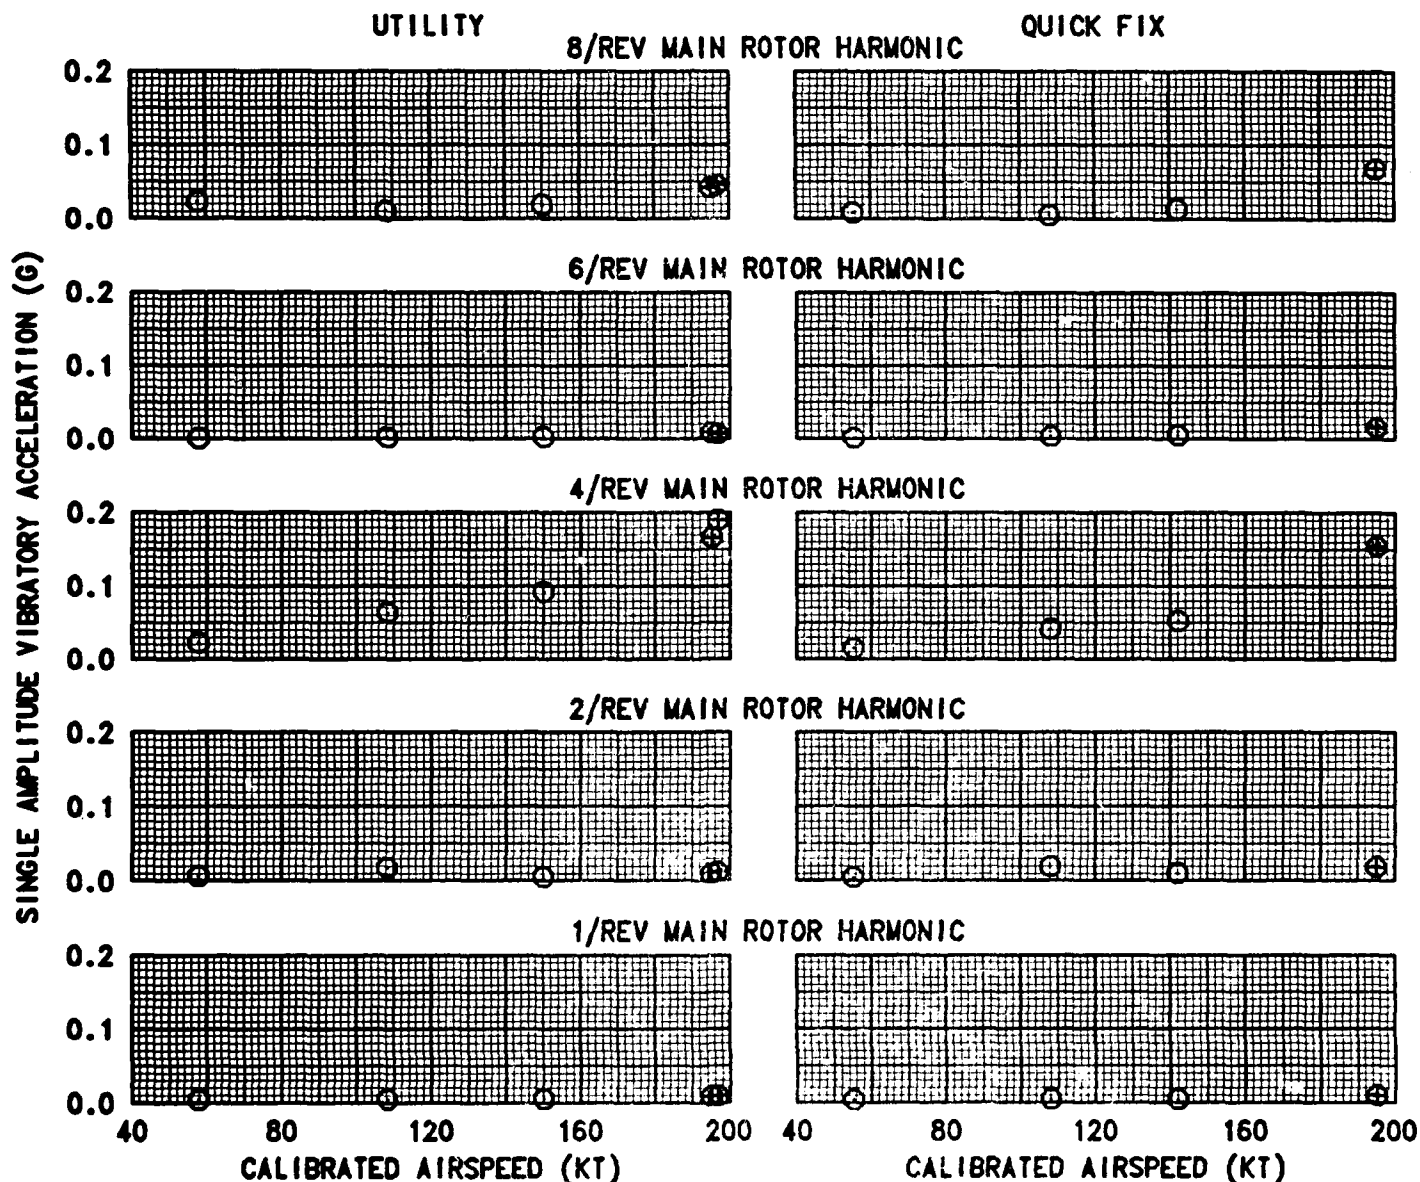 UTILITY QUICK FIX
8/REV MAIN ROTOR HARMONIC
0.2
0.1
0.0
6/REV MAIN ROTOR HARMONIC
0.2
0.1
0.0
4/REV MAIN ROTOR HARMONIC
0.2
0.1
0.0
2/REV MAIN ROTOR HARMONIC
0.2
0.1
0.0
1/REV MAIN ROTOR HARMONIC
0.2
0.1
0.0
SINGLE AMPLITUDE VIBRATORY ACCELERATION (G)
40 80 120 160 200 40 80 120 160 200
CALIBRATED AIRSPEED (KT) CALIBRATED AIRSPEED (KT)